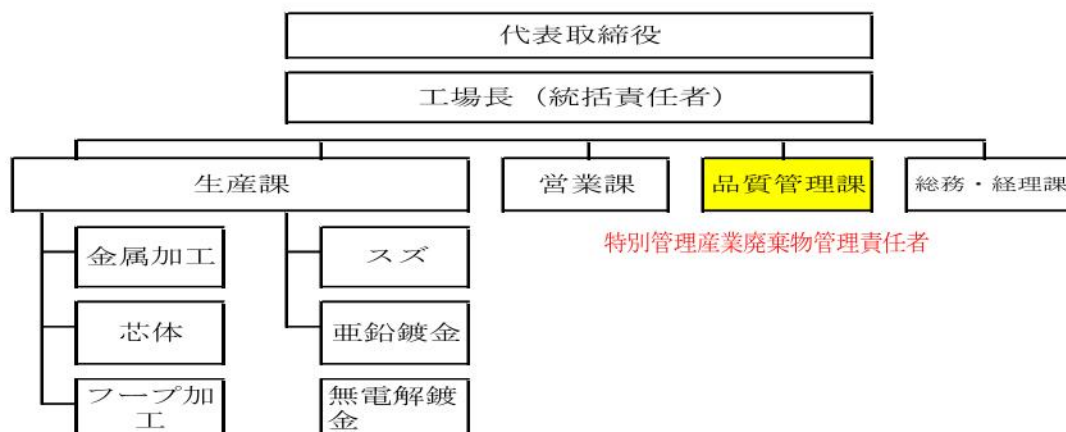 代表取締役
工場長（統括責任者）
生産課
営業課
品質管理課
総務・経理課
特別管理産業廃棄物管理責任者
金属加工
スズ
芯体
亜鉛鍍金
フープ加
工
無電解鍍
金